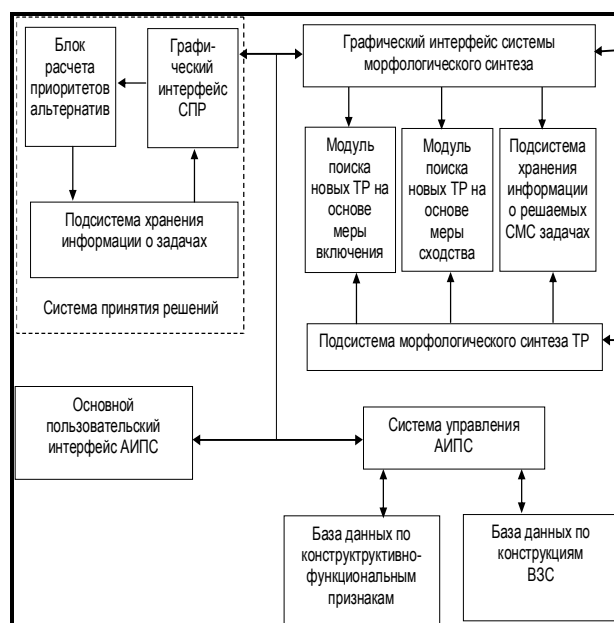 Блок
расчета
приоритетов
альтернатив
Графи-
ческий
интерфейс
СПР
Подсистема хранения
информации о задачах
Система принятия решений
Графический интерфейс системы
морфологического синтеза
Модуль
поиска
новых ТР на
основе
меры
включения
Модуль
поиска
новых ТР на
основе
меры
сходства
Подсистема
хранения
информации
о решаемых
СМС задачах
Подсистема морфологического синтеза ТР
Основной
пользовательский
интерфейс АИПС
Система управления
АИПС
База данных по
конструктруктивно-
функциональным
признакам
База данных по
конструкциям
ВЗС